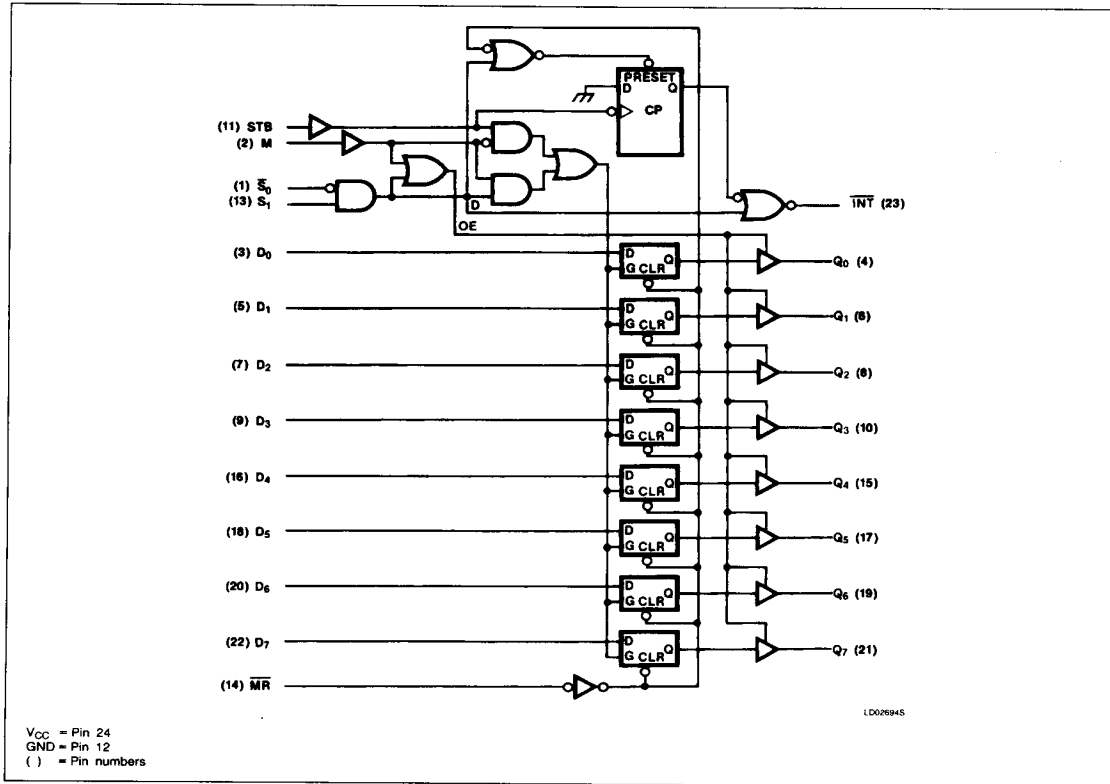 PRESET
D Q
CP
(11) STB
(2) M
(1) S̅₀
(13) S₁
D
OE
I̅N̅T̅ (23)
(3) D₀
D Q
G CLR
Q₀ (4)
(5) D₁
D Q
G CLR
Q₁ (6)
(7) D₂
D Q
G CLR
Q₂ (8)
(9) D₃
D Q
G CLR
Q₃ (10)
(16) D₄
D Q
G CLR
Q₄ (15)
(18) D₅
D Q
G CLR
Q₅ (17)
(20) D₆
D Q
G CLR
Q₆ (19)
(22) D₇
D Q
G CLR
Q₇ (21)
(14) M̅R̅
LD02694S
VCC = Pin 24
GND = Pin 12
( ) = Pin numbers